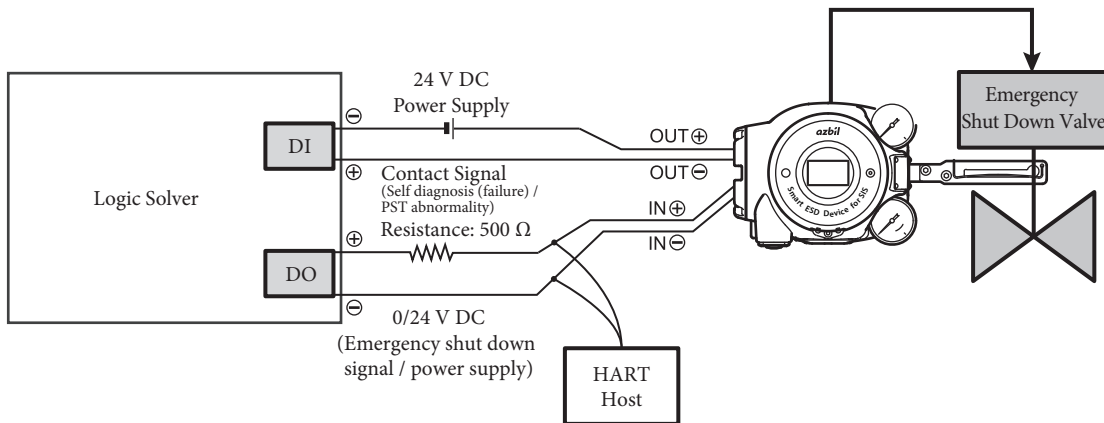 24 V DC
Power Supply
⊖
DI
⊕
OUT⊕
OUT⊖
Contact Signal
(Self diagnosis (failure) /
PST abnormality)
Resistance: 500 Ω
Logic Solver
⊕
DO
⊖
IN⊕
IN⊖
0/24 V DC
(Emergency shut down
signal / power supply)
HART
Host
azbil
Smart ESD Device for SIS
Emergency
Shut Down Valve